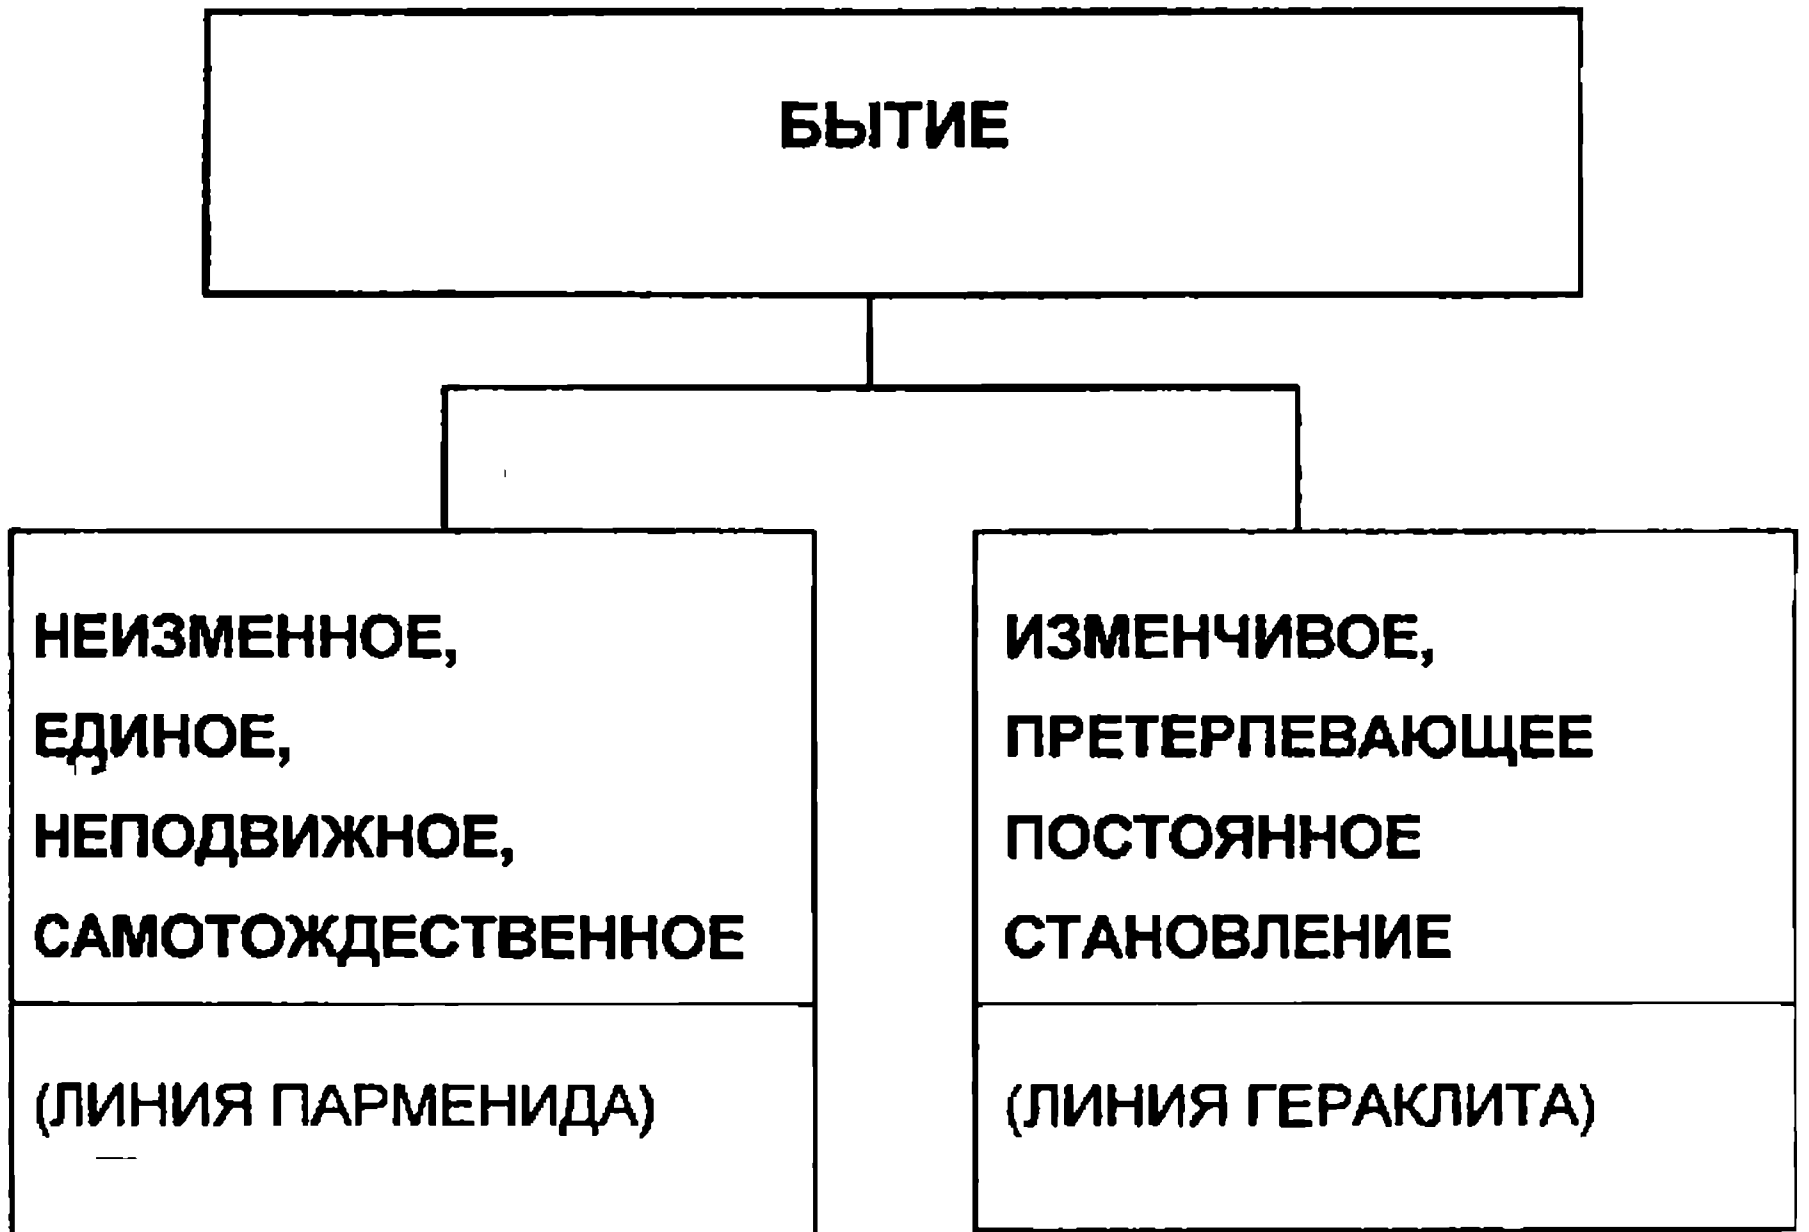 БЫТИЕ
НЕИЗМЕННОЕ,
ЕДИНОЕ,
НЕПОДВИЖНОЕ,
САМОТОЖДЕСТВЕННОЕ
(ЛИНИЯ ПАРМЕНИДА)
ИЗМЕНЧИВОЕ,
ПРЕТЕРПЕВАЮЩЕЕ
ПОСТОЯННОЕ
СТАНОВЛЕНИЕ
(ЛИНИЯ ГЕРАКЛИТА)